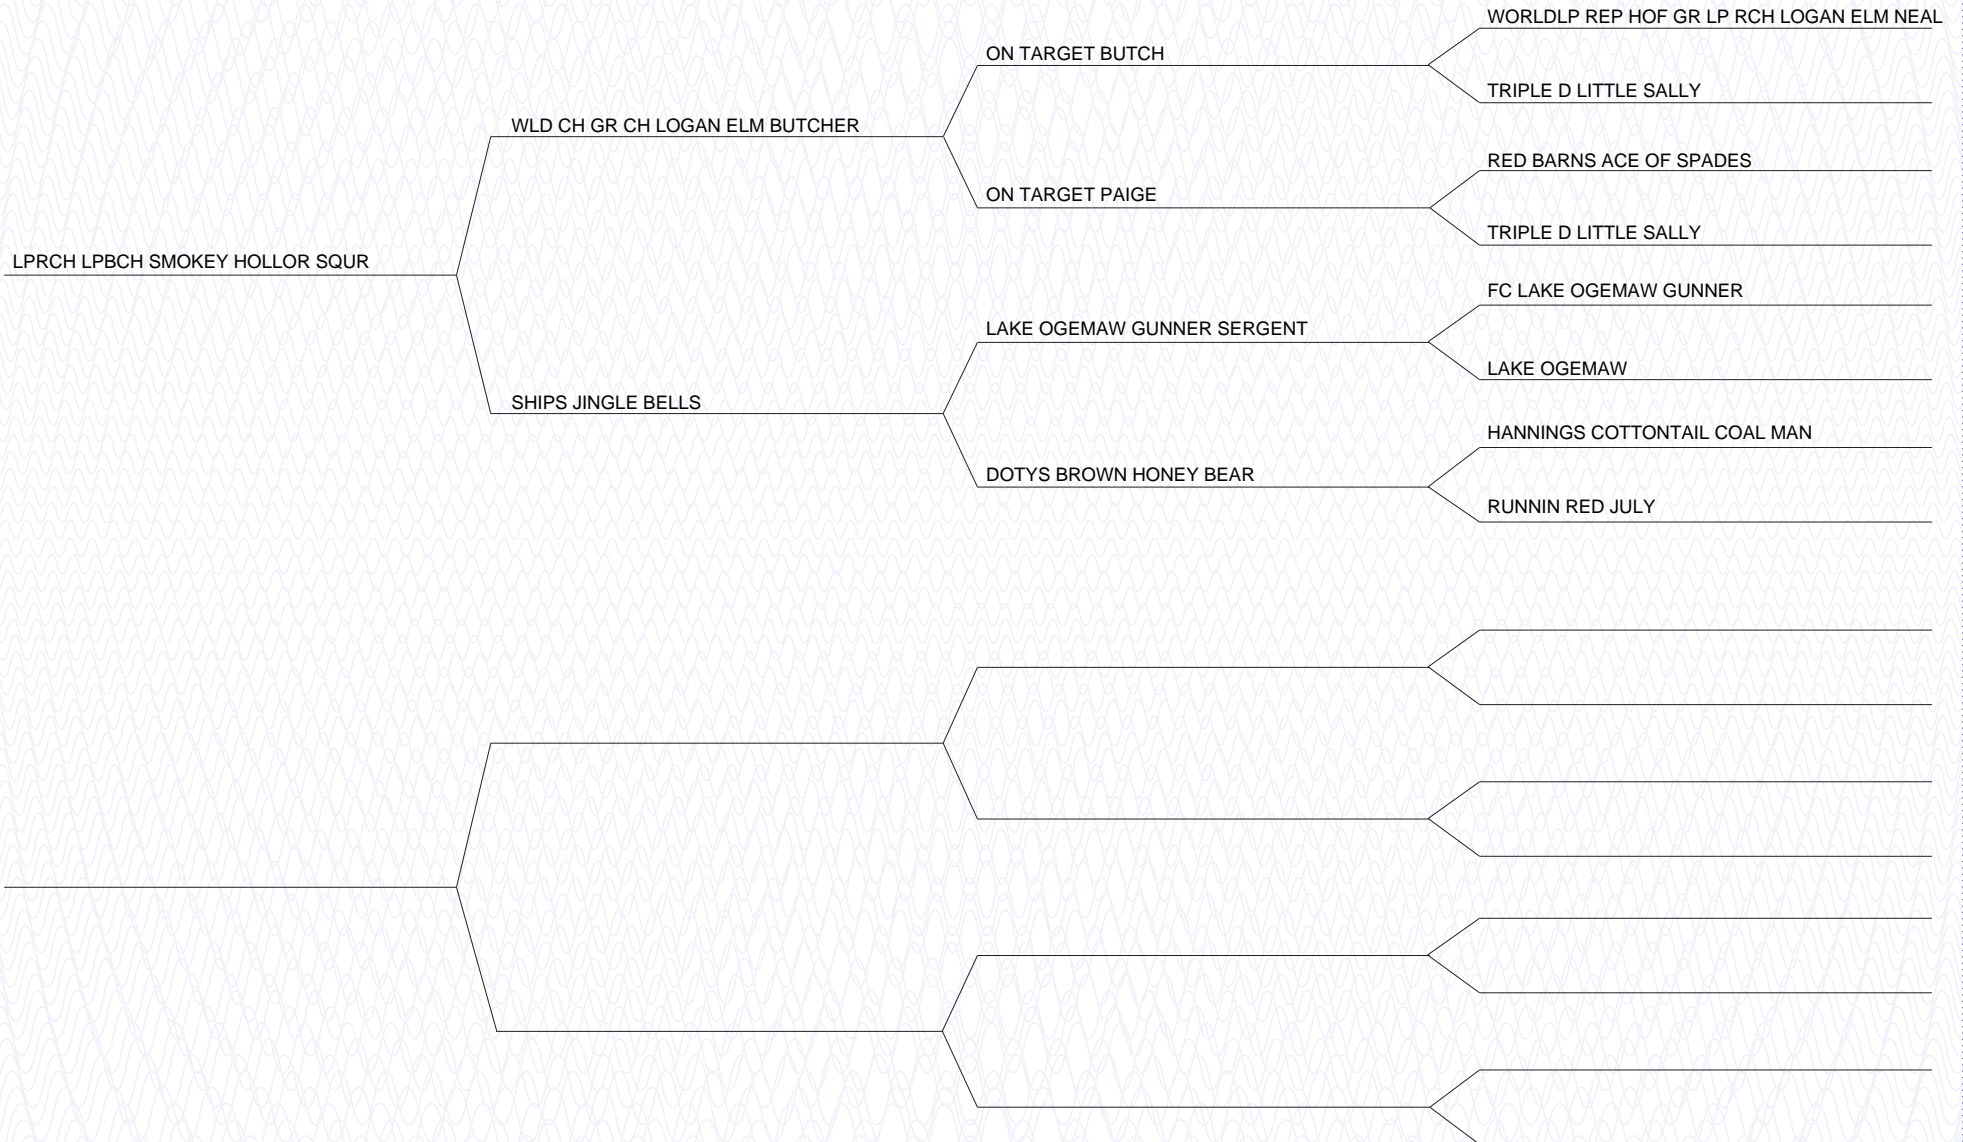 WORLDLP REP HOF GR LP RCH LOGAN ELM NEAL
ON TARGET BUTCH
TRIPLE D LITTLE SALLY
WLD CH GR CH LOGAN ELM BUTCHER
RED BARNS ACE OF SPADES
ON TARGET PAIGE
TRIPLE D LITTLE SALLY
LPRCH LPBCH SMOKEY HOLLOR SQUR
FC LAKE OGEMAW GUNNER
LAKE OGEMAW GUNNER SERGENT
LAKE OGEMAW
SHIPS JINGLE BELLS
HANNINGS COTTONTAIL COAL MAN
DOTYS BROWN HONEY BEAR
RUNNIN RED JULY